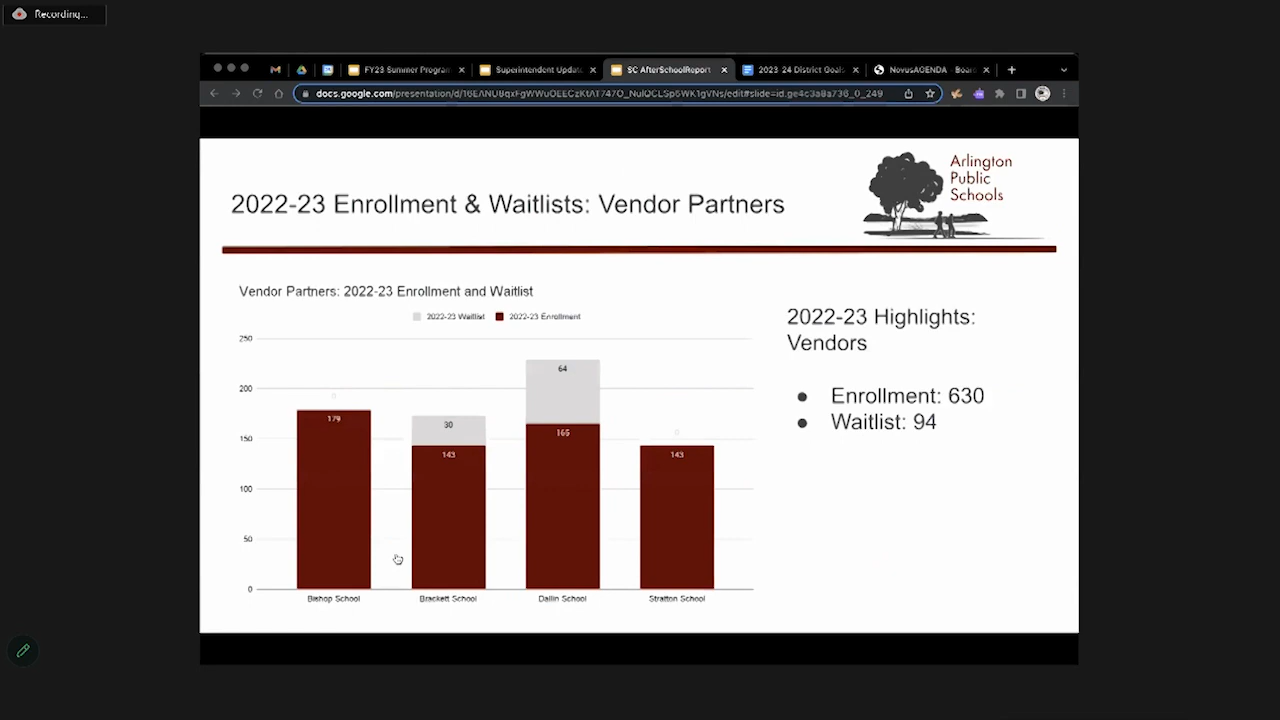 Recording...
FY23 Summer Program
Superintendent Update
SC AfterSchoolReport
2023-24 District Goals
NovusAGENDA - Board
2022-23 Enrollment & Waitlists: Vendor Partners
Arlington
Public
Schools
Vendor Partners: 2022-23 Enrollment and Waitlist
2022-23 Waitlist
2022-23 Enrollment
250
200
150
100
50
0
0
179
30
143
64
165
0
143
Bishop School
Brackett School
Dallin School
Stratton School
2022-23 Highlights:
Vendors
Enrollment: 630
Waitlist: 94